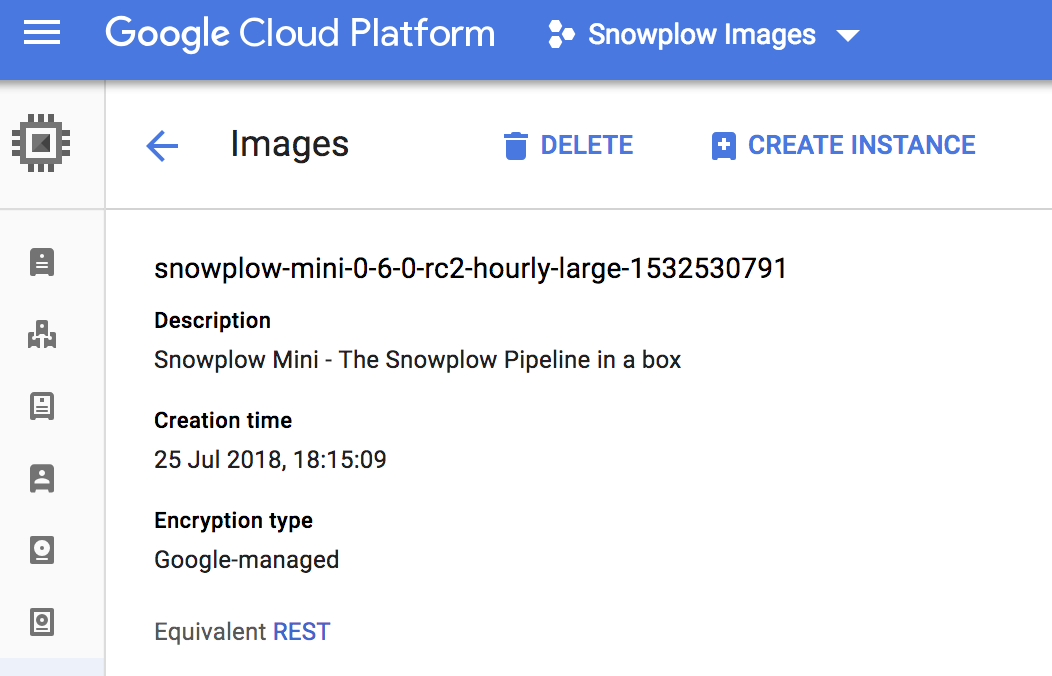 Google Cloud Platform Snowplow Images
Images DELETE CREATE INSTANCE
snowplow-mini-0-6-0-rc2-hourly-large-1532530791
Description
Snowplow Mini - The Snowplow Pipeline in a box
Creation time
25 Jul 2018, 18:15:09
Encryption type
Google-managed
Equivalent REST